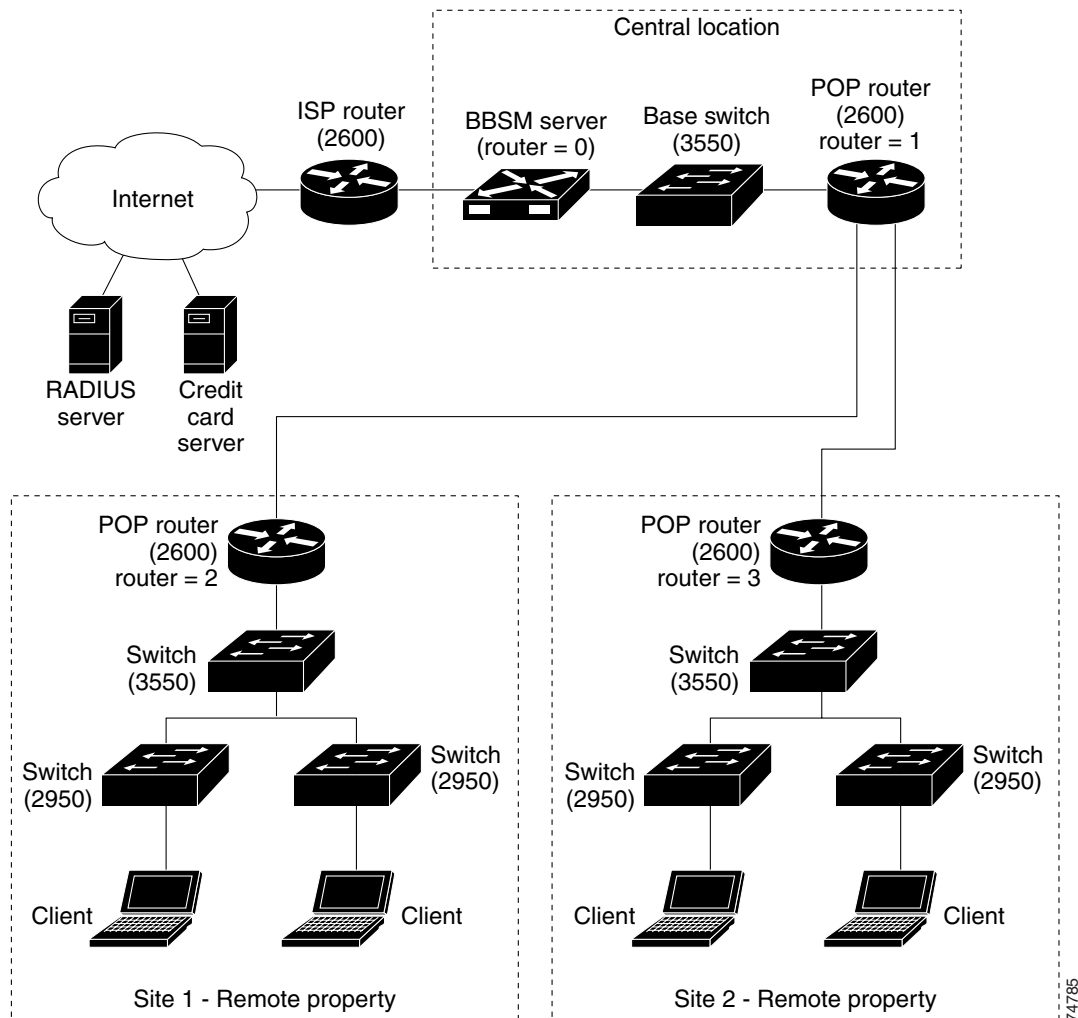 Central location
ISP router
(2600)
BBSM server
(router = 0)
Base switch
(3550)
POP router
(2600)
router = 1
Internet
RADIUS
server
Credit
card
server
POP router
(2600)
router = 2
Switch
(3550)
Switch
(2950)
Switch
(2950)
Client
Client
Site 1 - Remote property
POP router
(2600)
router = 3
Switch
(3550)
Switch
(2950)
Switch
(2950)
Client
Client
Site 2 - Remote property
74785